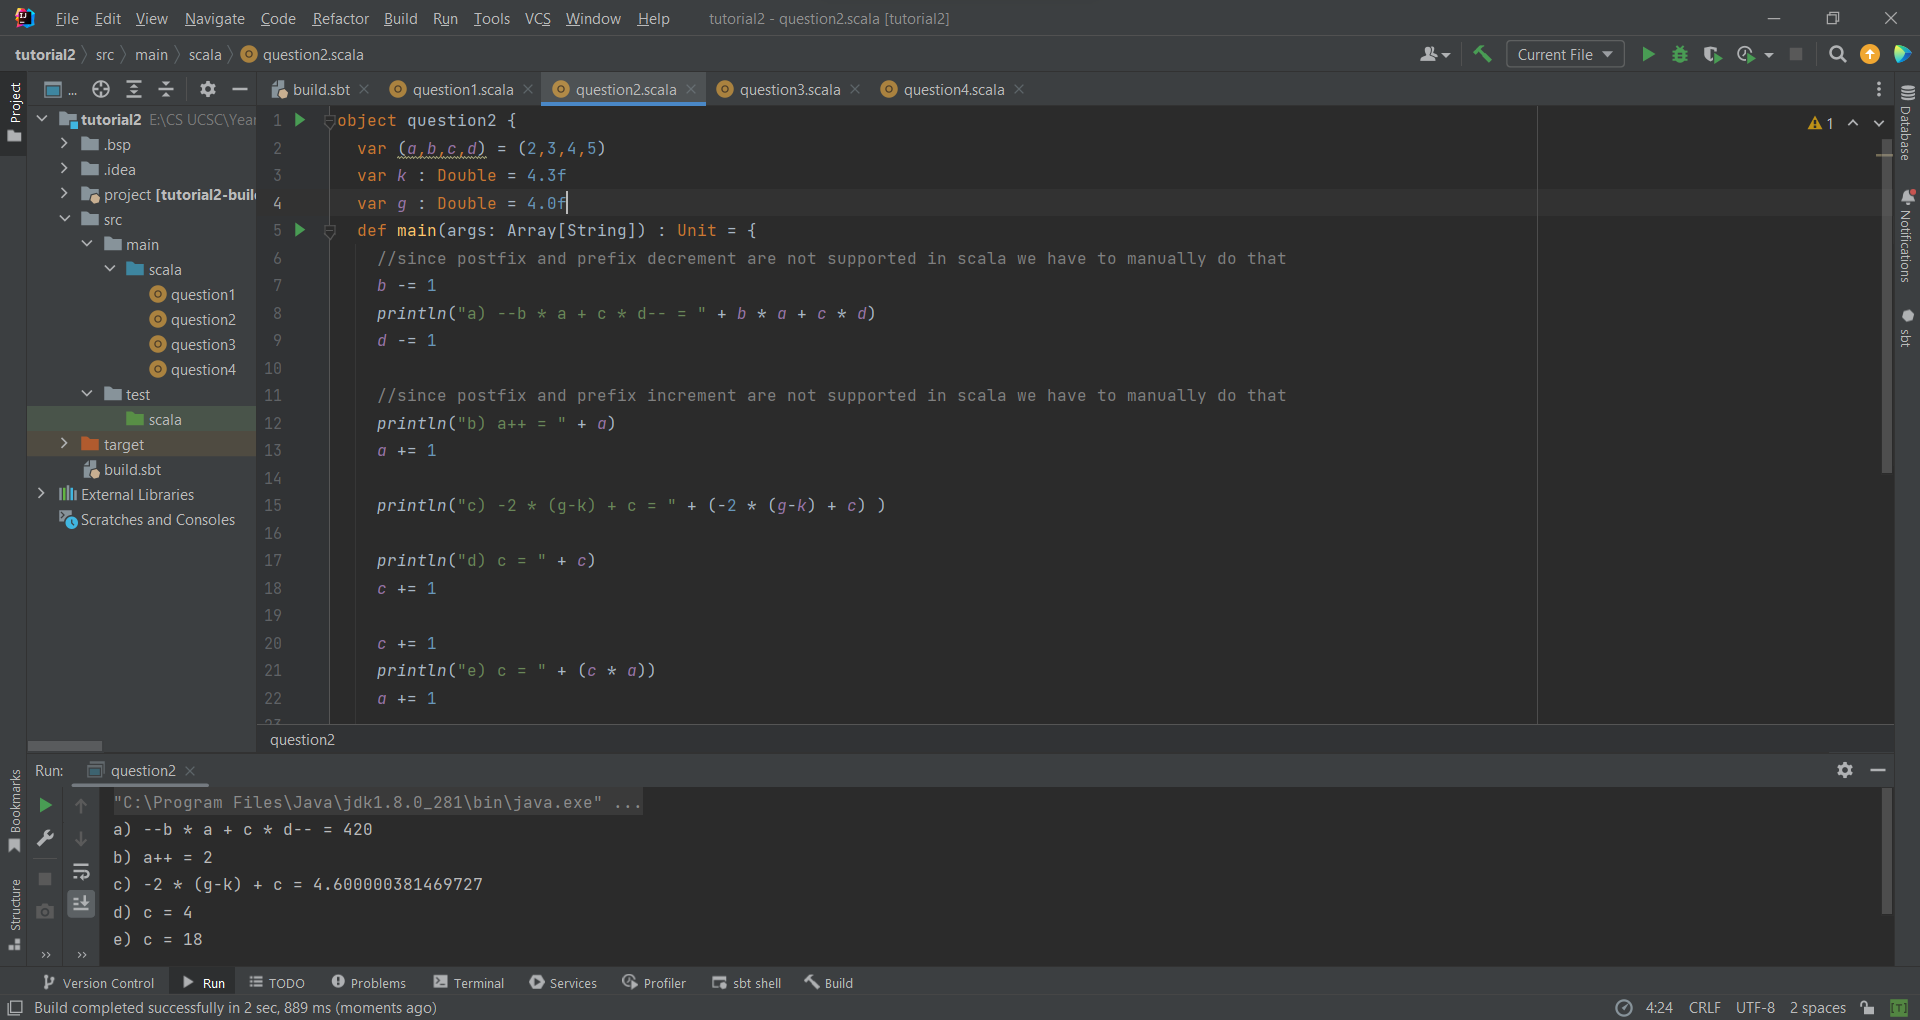 File Edit View Navigate Code Refactor Build Run Tools VCS Window Help tutorial2 - question2.scala [tutorial2]
tutorial2 src main scala question2.scala Current File
... build.sbt question1.scala question2.scala question3.scala question4.scala
Project
tutorial2 E:\CS UCSC\Year
.bsp
.idea
project [tutorial2-buil
src
main
scala
question1
question2
question3
question4
test
scala
target
build.sbt
External Libraries
Scratches and Consoles
1 object question2 {
2 var (a,b,c,d) = (2,3,4,5)
3 var k : Double = 4.3f
4 var g : Double = 4.0f
5 def main(args: Array[String]) : Unit = {
6 //since postfix and prefix decrement are not supported in scala we have to manually do that
7 b -= 1
8 println("a) --b * a + c * d-- = " + b * a + c * d)
9 d -= 1
10
11 //since postfix and prefix increment are not supported in scala we have to manually do that
12 println("b) a++ = " + a)
13 a += 1
14
15 println("c) -2 * (g-k) + c = " + (-2 * (g-k) + c) )
16
17 println("d) c = " + c)
18 c += 1
19
20 c += 1
21 println("e) c = " + (c * a))
22 a += 1
1
Database
Notifications
sbt
question2
Run: question2
"C:\Program Files\Java\jdk1.8.0_281\bin\java.exe" ...
a) --b * a + c * d-- = 420
b) a++ = 2
c) -2 * (g-k) + c = 4.600000381469727
d) c = 4
e) c = 18
Bookmarks
Structure
Version Control Run TODO Problems Terminal Services Profiler sbt shell Build
Build completed successfully in 2 sec, 889 ms (moments ago) 4:24 CRLF UTF-8 2 spaces [T]